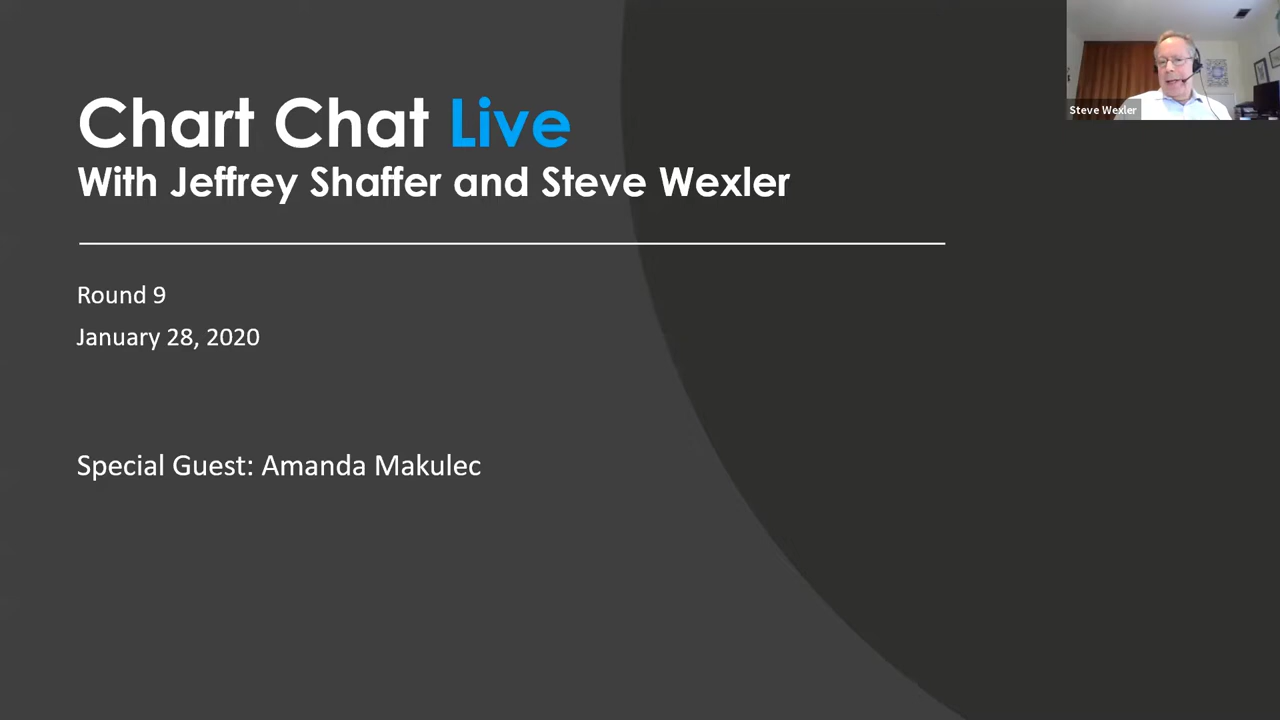 Chart Chat Live
With Jeffrey Shaffer and Steve Wexler
Round 9
January 28, 2020
Special Guest: Amanda Makulec
Steve Wexler